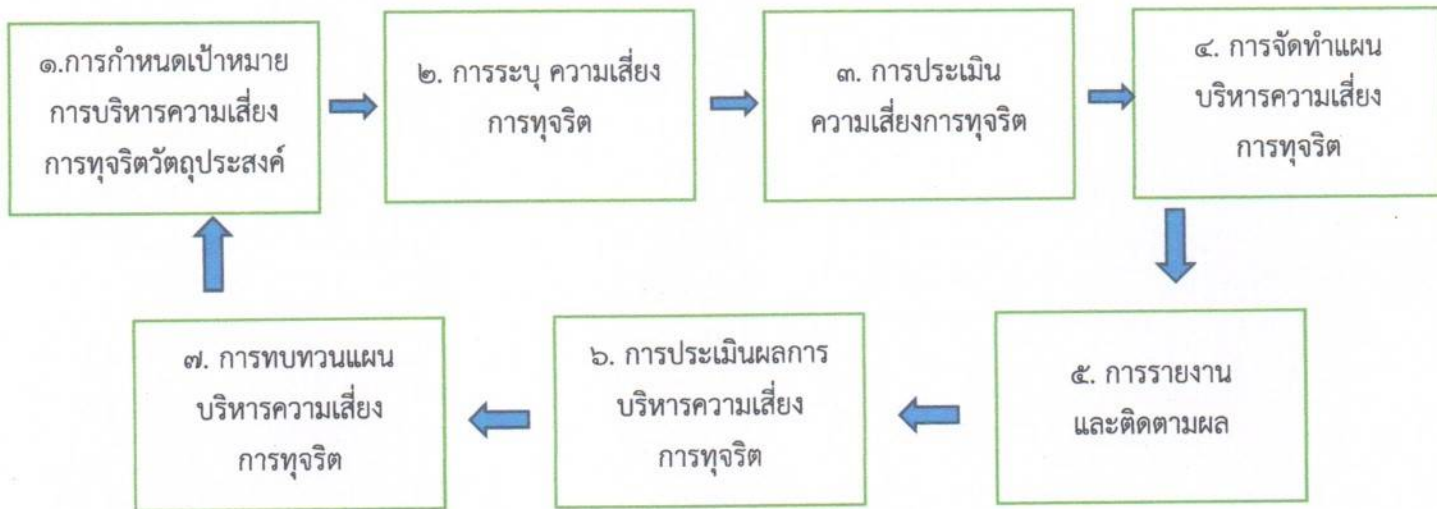 ๑.การกำหนดเป้าหมาย
การบริหารความเสี่ยง
การทุจริตวัตถุประสงค์
๒. การระบุ ความเสี่ยง
การทุจริต
๓. การประเมิน
ความเสี่ยงการทุจริต
๔. การจัดทำแผน
บริหารความเสี่ยง
การทุจริต
๕. การรายงาน
และติดตามผล
๖. การประเมินผลการ
บริหารความเสี่ยง
การทุจริต
๗. การทบทวนแผน
บริหารความเสี่ยง
การทุจริต